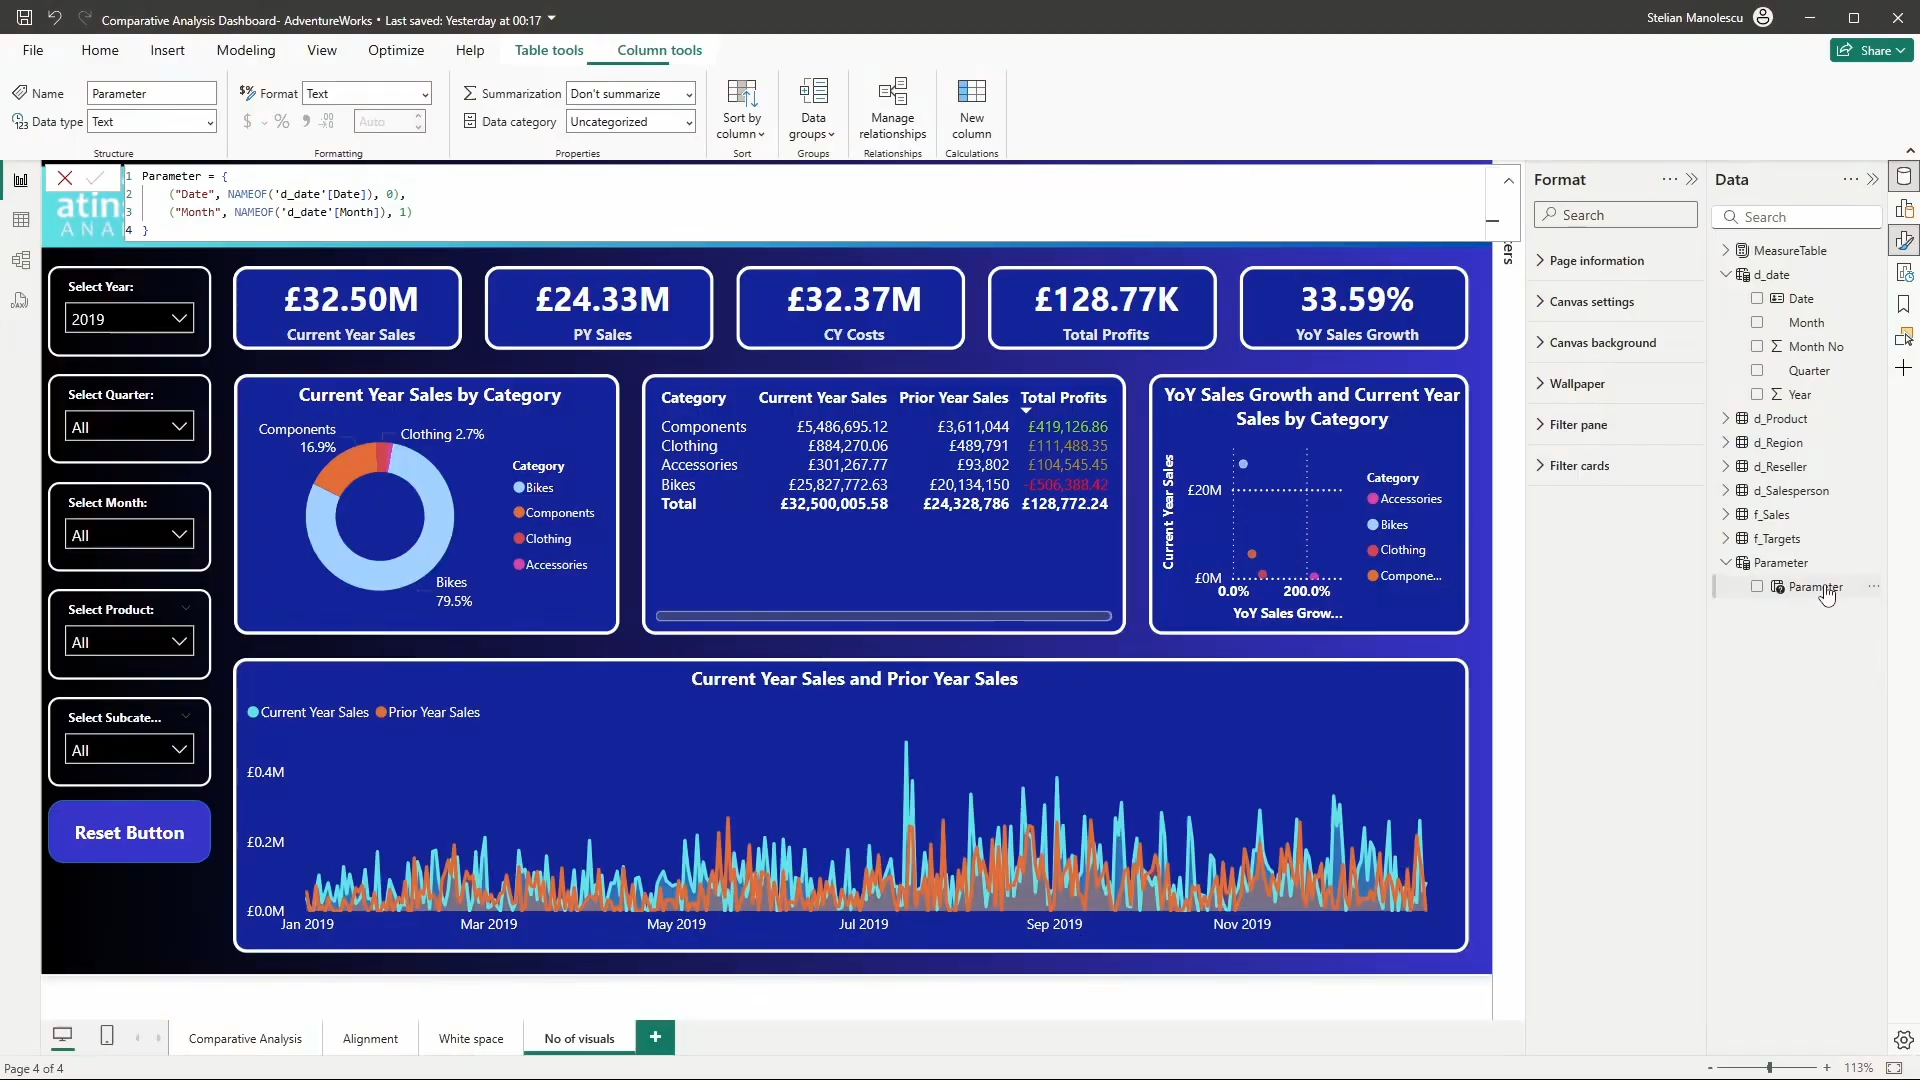 Comparative Analysis Dashboard- AdventureWorks • Last saved: Yesterday at 00:17
Stelian Manolescu
File
Home
Insert
Modeling
View
Optimize
Help
Table tools
Column tools
Share
Name
Parameter
Data type
Text
Structure
Format
Text
$
%
Auto
Formatting
Summarization
Don't summarize
Data category
Uncategorized
Properties
Sort by
column
Sort
Data
groups
Groups
Manage
relationships
Relationships
New
column
Calculations
1 Parameter = {
2 ("Date", NAMEOF('d_date'[Date]), 0),
3 ("Month", NAMEOF('d_date'[Month]), 1)
4 }
atin
ANA
ers
Select Year:
2019
Select Quarter:
All
Select Month:
All
Select Product:
All
Select Subcate...
All
Reset Button
£32.50M
Current Year Sales
£24.33M
PY Sales
£32.37M
CY Costs
£128.77K
Total Profits
33.59%
YoY Sales Growth
Current Year Sales by Category
Components
16.9%
Clothing 2.7%
Bikes
79.5%
Category
Bikes
Components
Clothing
Accessories
Category Current Year Sales Prior Year Sales Total Profits
Components £5,486,695.12 £3,611,044 £419,126.86
Clothing £884,270.06 £489,791 £111,488.35
Accessories £301,267.77 £93,802 £104,545.45
Bikes £25,827,772.63 £20,134,150 -£506,388.42
Total £32,500,005.58 £24,328,786 £128,772.24
YoY Sales Growth and Current Year
Sales by Category
Current Year Sales
£20M
£0M
0.0%
200.0%
YoY Sales Grow...
Category
Accessories
Bikes
Clothing
Compone...
Current Year Sales and Prior Year Sales
Current Year Sales
Prior Year Sales
£0.4M
£0.2M
£0.0M
Jan 2019
Mar 2019
May 2019
Jul 2019
Sep 2019
Nov 2019
Format
Search
Page information
Canvas settings
Canvas background
Wallpaper
Filter pane
Filter cards
Data
Search
MeasureTable
d_date
Date
Month
Month No
Quarter
Year
d_Product
d_Region
d_Reseller
d_Salesperson
f_Sales
f_Targets
Parameter
Parameter
Comparative Analysis
Alignment
White space
No of visuals
Page 4 of 4
113%